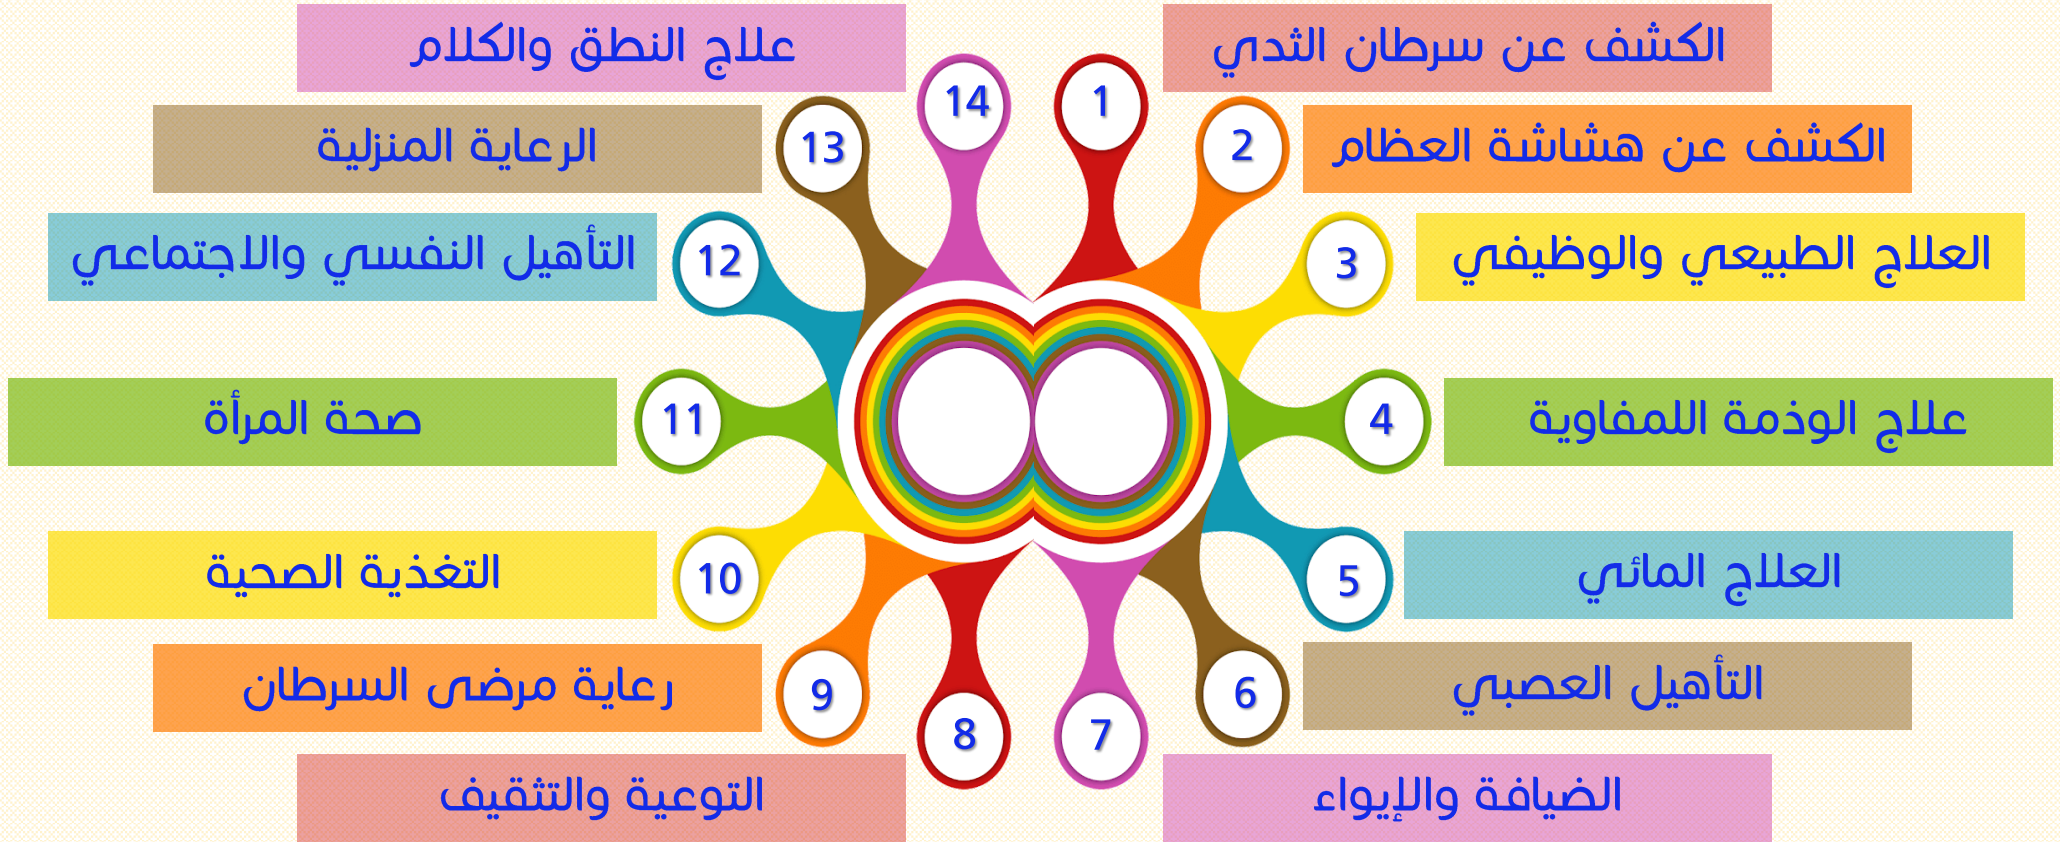 1
الكشف عن سرطان الثدي
2
الكشف عن هشاشة العظام
3
العلاج الطبيعي والوظيفي
4
علاج الوذمة اللمفاوية
5
العلاج المائي
6
التأهيل العصبي
7
الضيافة والإيواء
8
التوعية والتثقيف
9
رعاية مرضى السرطان
10
التغذية الصحية
11
صحة المرأة
12
التأهيل النفسي والاجتماعي
13
الرعاية المنزلية
14
علاج النطق والكلام